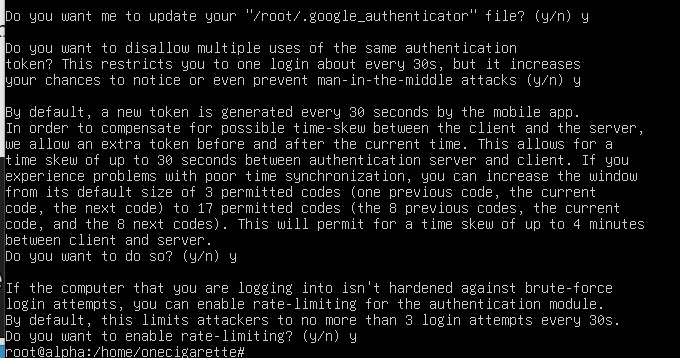 Do you want me to update your "/root/.google_authenticator" file? (y/n) y
Do you want to disallow multiple uses of the same authentication
token? This restricts you to one login about every 30s, but it increases
your chances to notice or even prevent man-in-the-middle attacks (y/n) y
By default, a new token is generated every 30 seconds by the mobile app.
In order to compensate for possible time-skew between the client and the server,
we allow an extra token before and after the current time. This allows for a
time skew of up to 30 seconds between authentication server and client. If you
experience problems with poor time synchronization, you can increase the window
from its default size of 3 permitted codes (one previous code, the current
code, the next code) to 17 permitted codes (the 8 previous codes, the current
code, and the 8 next codes). This will permit for a time skew of up to 4 minutes
between client and server.
Do you want to do so? (y/n) y
If the computer that you are logging into isn't hardened against brute-force
login attempts, you can enable rate-limiting for the authentication module.
By default, this limits attackers to no more than 3 login attempts every 30s.
Do you want to enable rate-limiting? (y/n) y
root@alpha:/home/onecigarette#